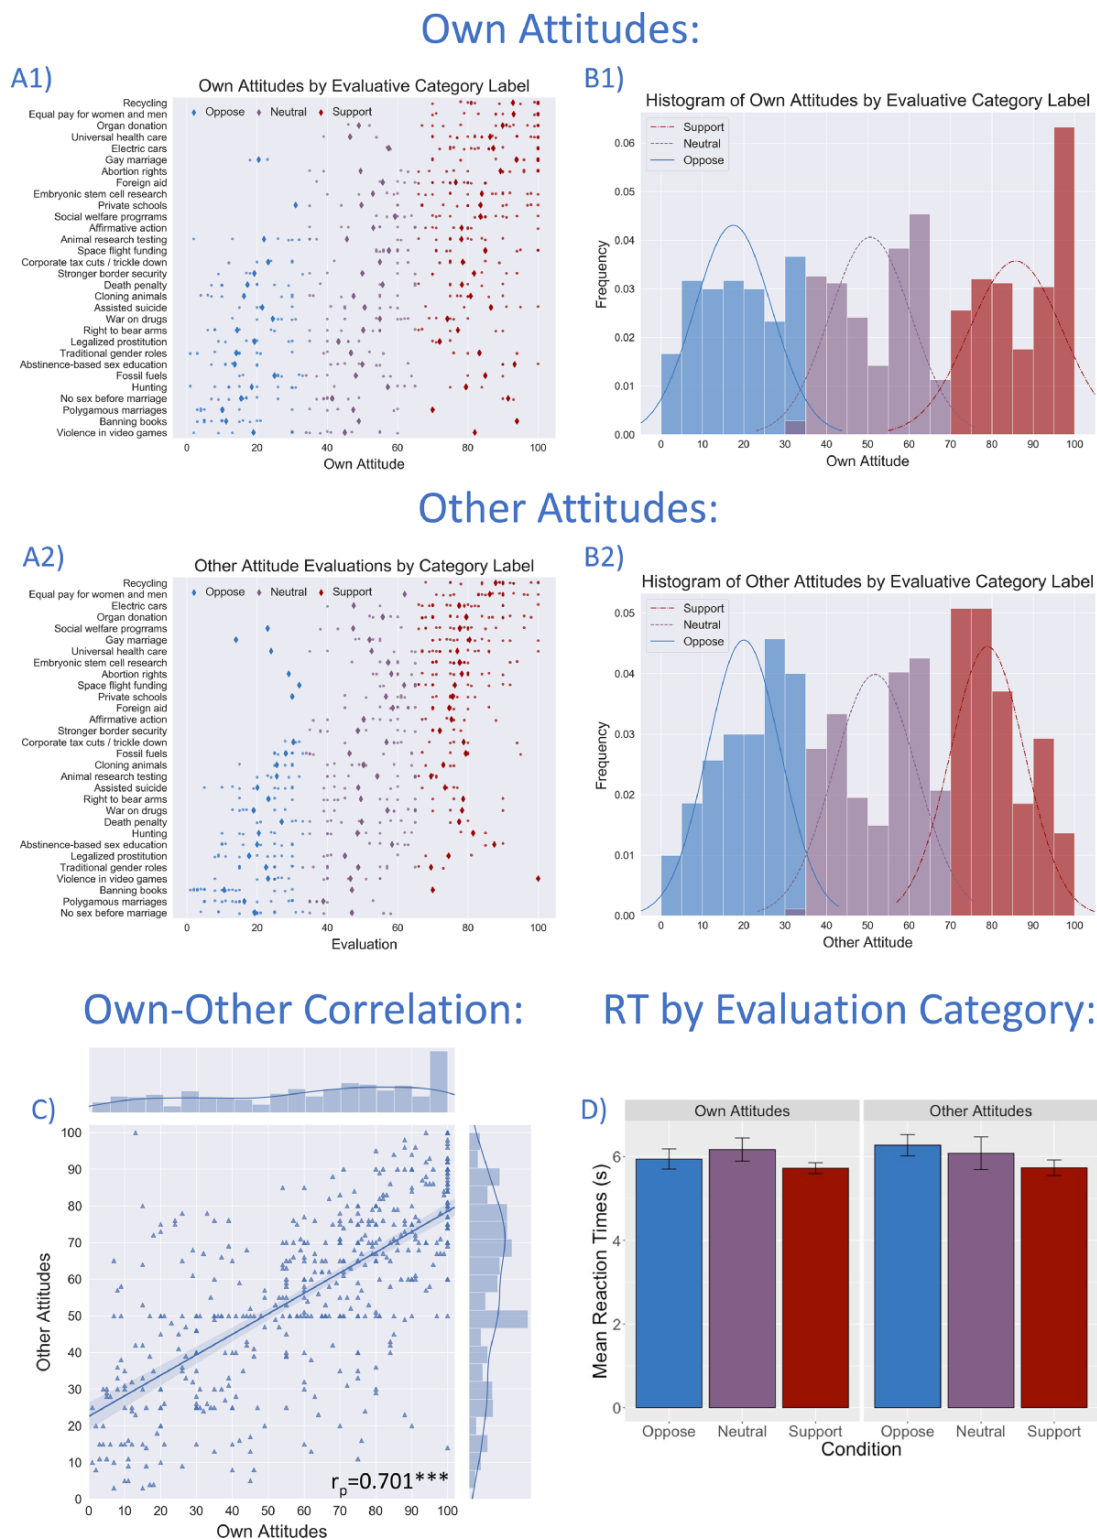 Own Attitudes:
A1)
Own Attitudes by Evaluative Category Label
Oppose Neutral Support
Recycling
Equal pay for women and men
Organ donation
Universal health care
Electric cars
Gay marriage
Abortion rights
Foreign aid
Embryonic stem cell research
Private schools
Social welfare progrrams
Affirmative action
Animal research testing
Space flight funding
Corporate tax cuts / trickle down
Stronger border security
Death penalty
Cloning animals
Assisted suicide
War on drugs
Right to bear arms
Legalized prostitution
Traditional gender roles
Abstinence-based sex education
Fossil fuels
Hunting
No sex before marriage
Polygamous marriages
Banning books
Violence in video games
0 20 40 60 80 100
Own Attitude
B1)
Histogram of Own Attitudes by Evaluative Category Label
Support
Neutral
Oppose
0.06
0.05
0.04
0.03
0.02
0.01
0.00
Frequency
0 10 20 30 40 50 60 70 80 90 100
Own Attitude
Other Attitudes:
A2)
Other Attitude Evaluations by Category Label
Oppose Neutral Support
Recycling
Equal pay for women and men
Electric cars
Organ donation
Social welfare progrrams
Gay marriage
Universal health care
Embryonic stem cell research
Abortion rights
Space flight funding
Private schools
Foreign aid
Affirmative action
Stronger border security
Corporate tax cuts / trickle down
Fossil fuels
Cloning animals
Animal research testing
Assisted suicide
Right to bear arms
War on drugs
Death penalty
Hunting
Abstinence-based sex education
Legalized prostitution
Traditional gender roles
Violence in video games
Banning books
Polygamous marriages
No sex before marriage
0 20 40 60 80 100
Evaluation
B2)
Histogram of Other Attitudes by Evaluative Category Label
Support
Neutral
Oppose
0.05
0.04
0.03
0.02
0.01
0.00
Frequency
0 10 20 30 40 50 60 70 80 90 100
Other Attitude
Own-Other Correlation:
C)
100
90
80
70
60
50
40
30
20
10
0
Other Attitudes
r_p=0.701***
0 10 20 30 40 50 60 70 80 90 100
Own Attitudes
RT by Evaluation Category:
D)
Own Attitudes Other Attitudes
6
4
2
0
Mean Reaction Times (s)
Oppose Neutral Support Oppose Neutral Support
Condition